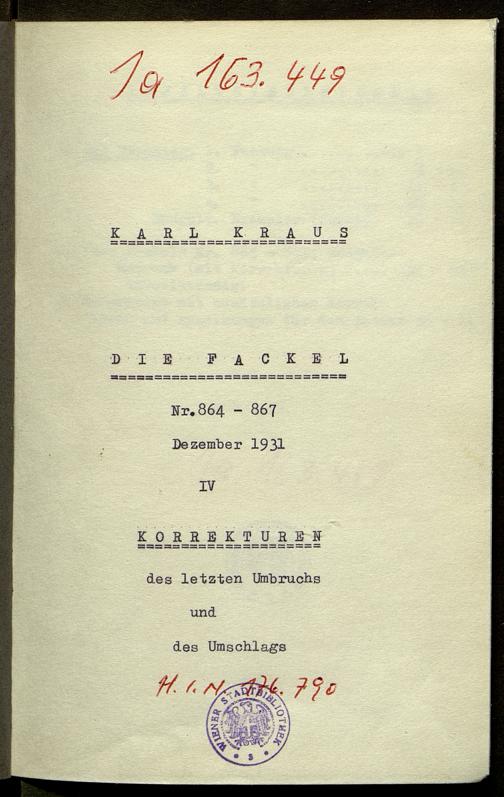 Ja 163.449
KARL KRAUS
DIE FACKEL
Nr.864 - 867
Dezember 1931
IV
KORREKTUREN
des letzten Umbruchs
und
des Umschlags
H.I.N. 176.790
WIENER STADTBIBLIOTHEK